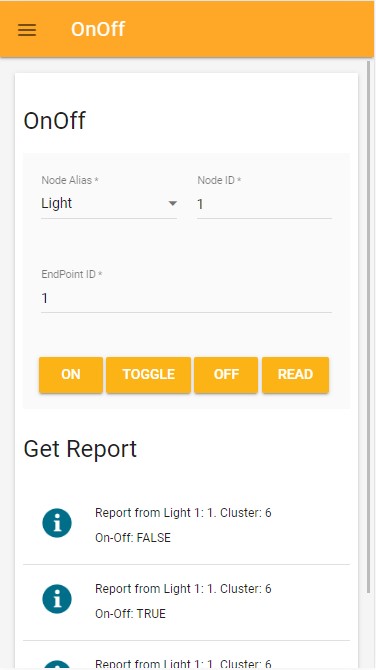 OnOff
OnOff
Node Alias *
Node ID *
Light
1
EndPoint ID *
1
ON TOGGLE OFF READ
Get Report
Report from Light 1: 1. Cluster: 6
On-Off: FALSE
Report from Light 1: 1. Cluster: 6
On-Off: TRUE
Report from Light 1: 1. Cluster: 6